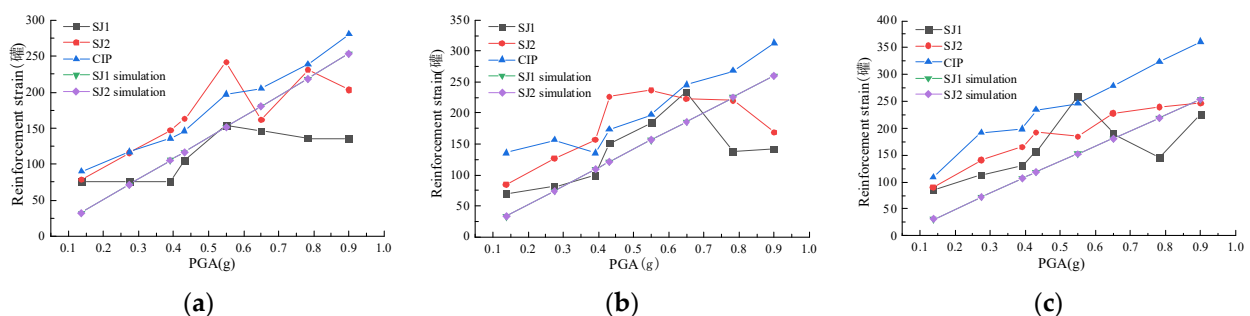 300
250
200
150
100
50
0
Reinforcement strain(礶)
SJ1
SJ2
CIP
SJ1 simulation
SJ2 simulation
0.1 0.2 0.3 0.4 0.5 0.6 0.7 0.8 0.9 1.0
PGA(g)
(a)
350
300
250
200
150
100
50
0
Reinforcement strain(礶)
SJ1
SJ2
CIP
SJ1 simulation
SJ2 simulation
0.1 0.2 0.3 0.4 0.5 0.6 0.7 0.8 0.9 1.0
PGA（g）
(b)
400
350
300
250
200
150
100
50
0
Reinforcement strain(礶)
SJ1
SJ2
CIP
SJ1 simulation
SJ2 simulation
0.1 0.2 0.3 0.4 0.5 0.6 0.7 0.8 0.9 1.0
PGA(g)
(c)